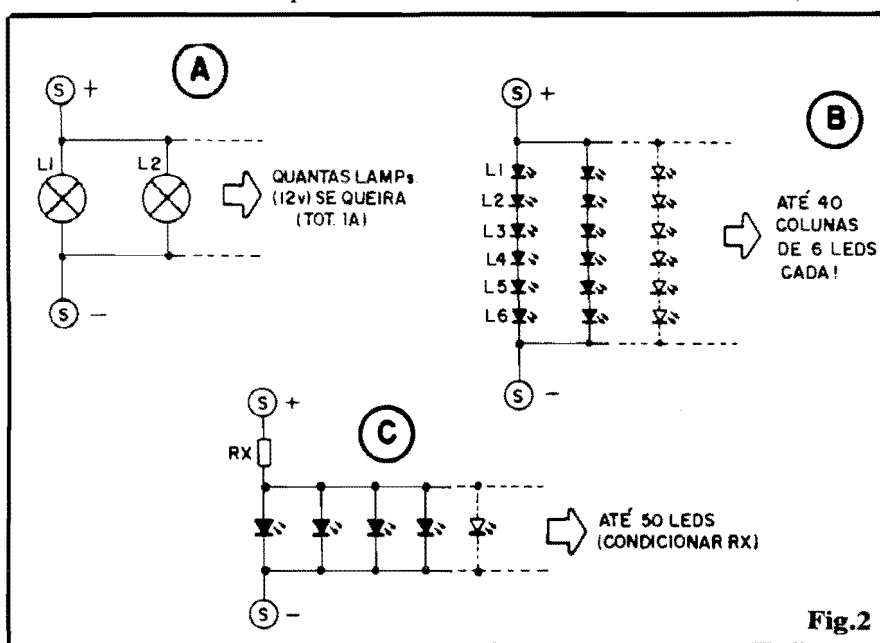 A
S +
L1
L2
QUANTAS LAMPs.
(12v) SE QUEIRA
(TOT. 1A)
S –
B
S +
L1
L2
L3
L4
L5
L6
ATÉ 40
COLUNAS
DE 6 LEDS
CADA!
S –
C
S +
RX
ATÉ 50 LEDS
(CONDICIONAR RX)
S –
Fig.2